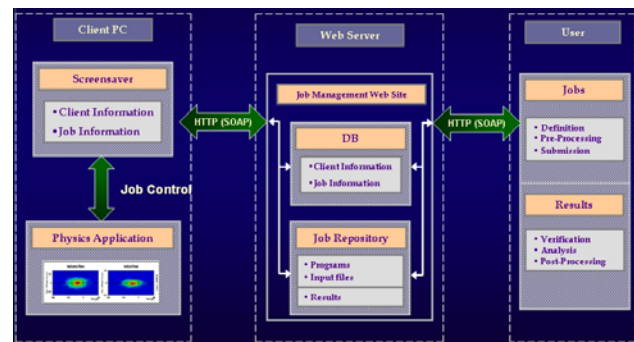 Client PC
Screensaver
• Client Information
• Job Information
Job Control
Physics Application
HTTP (SOAP)
Web Server
Job Management Web Site
DB
• Client Information
• Job Information
Job Repository
• Programs
• Input files
• Results
HTTP (SOAP)
User
Jobs
• Definition
• Pre-Processing
• Submission
Results
• Verification
• Analysis
• Post-Processing